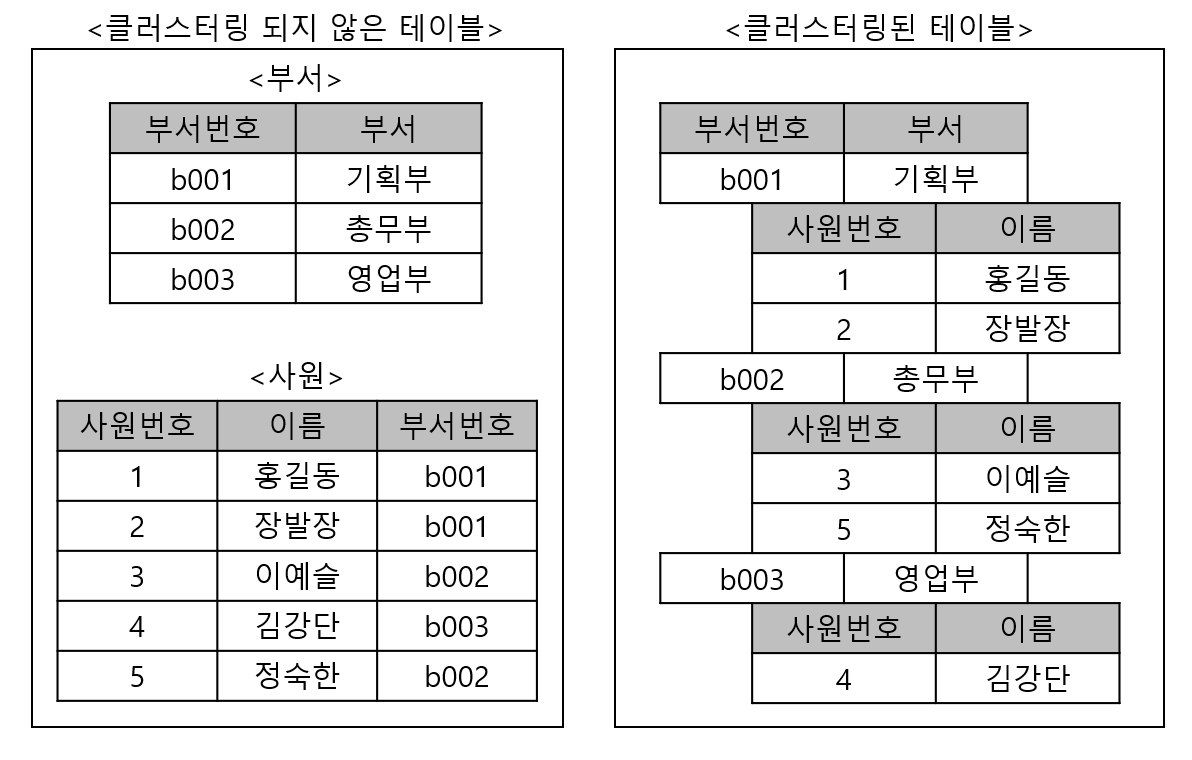 <클러스터링 되지 않은 테이블>
<부서>
부서번호 부서
b001 기획부
b002 총무부
b003 영업부
<사원>
사원번호 이름 부서번호
1 홍길동 b001
2 장발장 b001
3 이예슬 b002
4 김강단 b003
5 정숙한 b002
<클러스터링된 테이블>
부서번호 부서
b001 기획부
사원번호 이름
1 홍길동
2 장발장
b002 총무부
사원번호 이름
3 이예슬
5 정숙한
b003 영업부
사원번호 이름
4 김강단